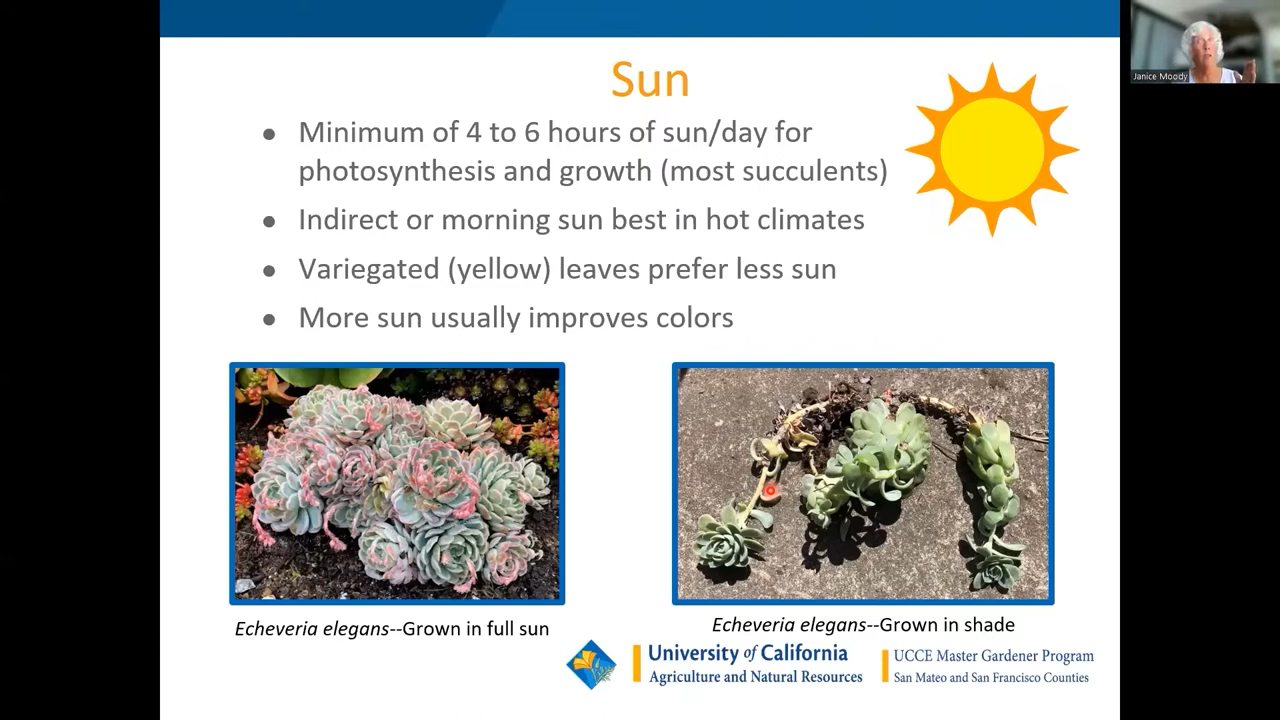 Sun
● Minimum of 4 to 6 hours of sun/day for
photosynthesis and growth (most succulents)
● Indirect or morning sun best in hot climates
● Variegated (yellow) leaves prefer less sun
● More sun usually improves colors
Echeveria elegans--Grown in full sun
Echeveria elegans--Grown in shade
University of California
Agriculture and Natural Resources
UCCE Master Gardener Program
San Mateo and San Francisco Counties
Janice Moody